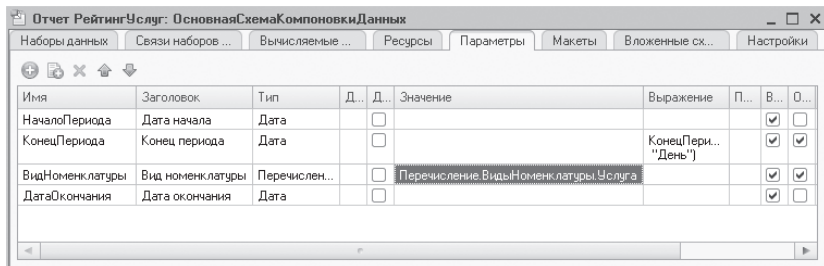 Отчет РейтингУслуг: ОсновнаяСхемаКомпоновкиДанных
Наборы данных Связи наборов ... Вычисляемые ... Ресурсы Параметры Макеты Вложенные сх... Настройки
Имя Заголовок Тип Д... Д... Значение Выражение П... В... О...
НачалоПериода Дата начала Дата
КонецПериода Конец периода Дата КонецПери...
"День")
ВидНоменклатуры Вид номенклатуры Перечислен... Перечисление.ВидыНоменклатуры.Услуга
ДатаОкончания Дата окончания Дата